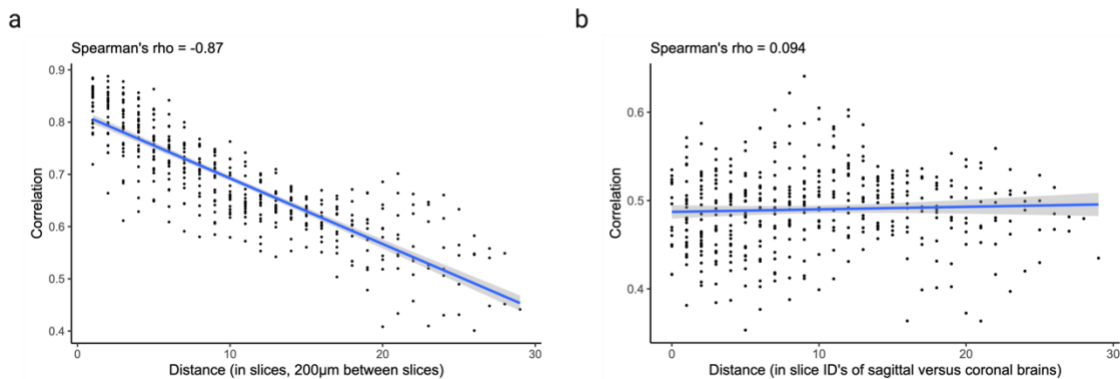 a
Spearman's rho = -0.87
0.9
0.8
0.7
0.6
0.5
0.4
Correlation
0
10
20
30
Distance (in slices, 200µm between slices)
b
Spearman's rho = 0.094
0.6
0.5
0.4
Correlation
0
10
20
30
Distance (in slice ID's of sagittal versus coronal brains)